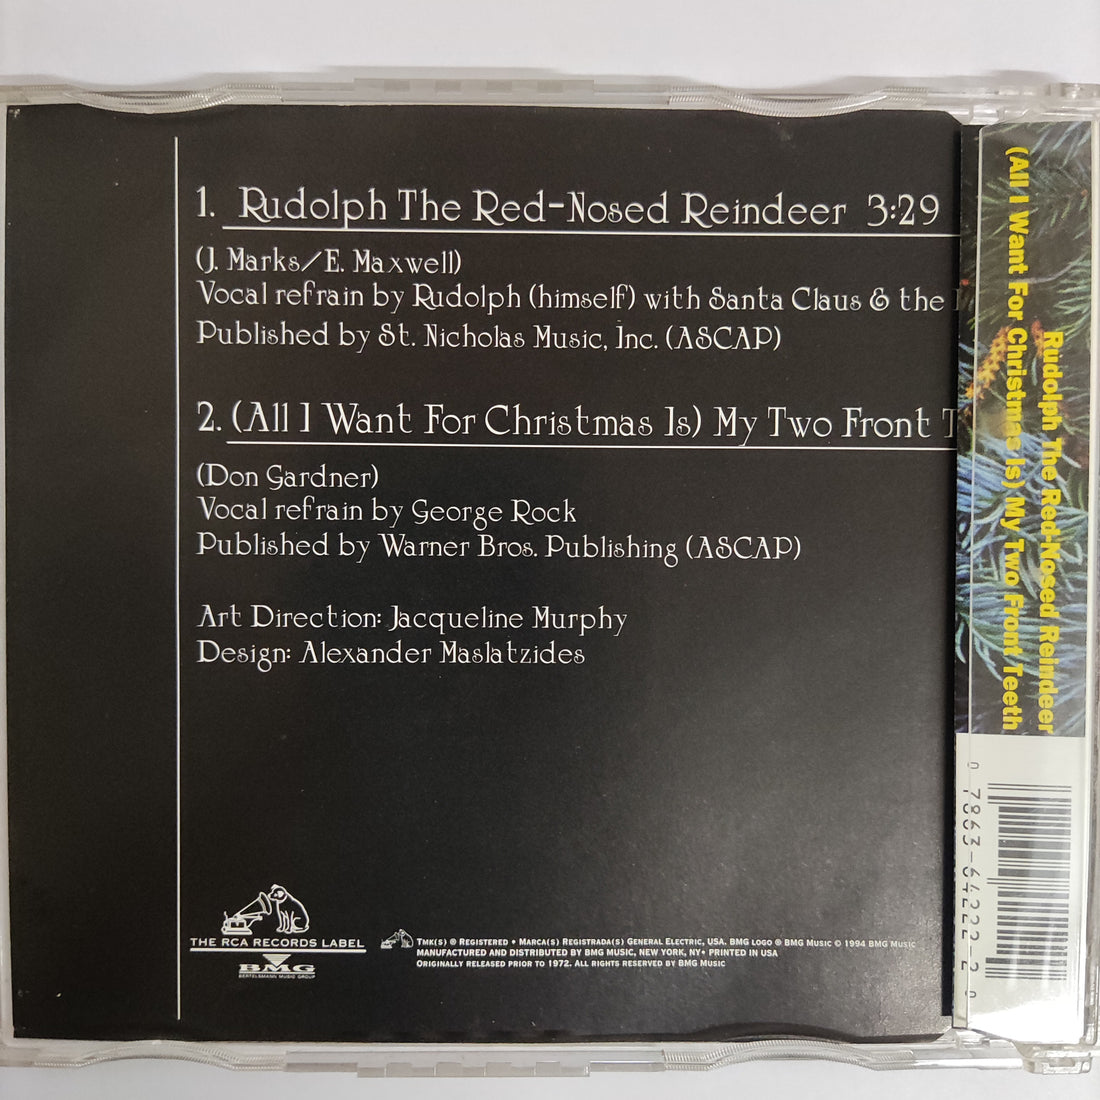 1. Rudolph The Red-Nosed Reindeer 3:29
(J. Marks/E. Maxwell)
Vocal refrain by Rudolph (himself) with Santa Claus & the
Published by St. Nicholas Music, Inc. (ASCAP)
2. (All I Want For Christmas Is) My Two Front T
(Don Gardner)
Vocal refrain by George Rock
Published by Warner Bros. Publishing (ASCAP)
Art Direction: Jacqueline Murphy
Design: Alexander Maslatzides
THE RCA RECORDS LABEL
BMG
BERTELSMANN MUSIC GROUP
TMK(S) ® REGISTERED • MARCA(S) REGISTRADA(S) GENERAL ELECTRIC, USA. BMG LOGO ® BMG MUSIC © 1994 BMG MUSIC
MANUFACTURED AND DISTRIBUTED BY BMG MUSIC, NEW YORK, NY • PRINTED IN USA
ORIGINALLY RELEASED PRIOR TO 1972. ALL RIGHTS RESERVED BY BMG MUSIC
Rudolph The Red-Nosed Reindeer
(All I Want For Christmas Is) My Two Front Teeth
0 7863-64222-2 9